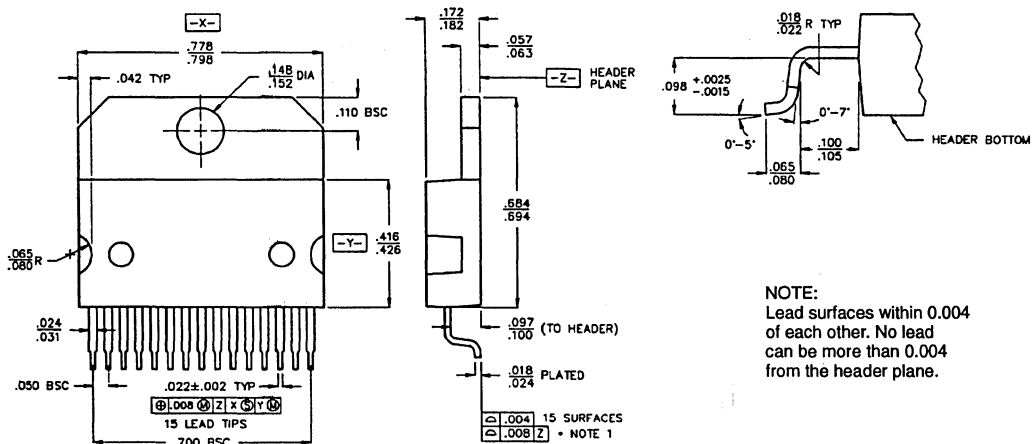 -X-
.778
.798
.042 TYP
.148 DIA
.152
.110 BSC
.065 R
.080
-Y-
.416
.426
.024
.031
.050 BSC
.022±.002 TYP
⌖ .008 Ⓜ Z X Ⓢ Y Ⓜ
15 LEAD TIPS
.700 BSC
.172
.182
.057
.063
-Z- HEADER
PLANE
.684
.694
.097 (TO HEADER)
.100
.018 PLATED
.024
⌓ .004 15 SURFACES
⌓ .008 Z • NOTE 1
.018 R TYP
.022
.098 +.0025
-.0015
0°-7°
0°-5°
.100
.105
.065
.080
HEADER BOTTOM
NOTE:
Lead surfaces within 0.004
of each other. No lead
can be more than 0.004
from the header plane.